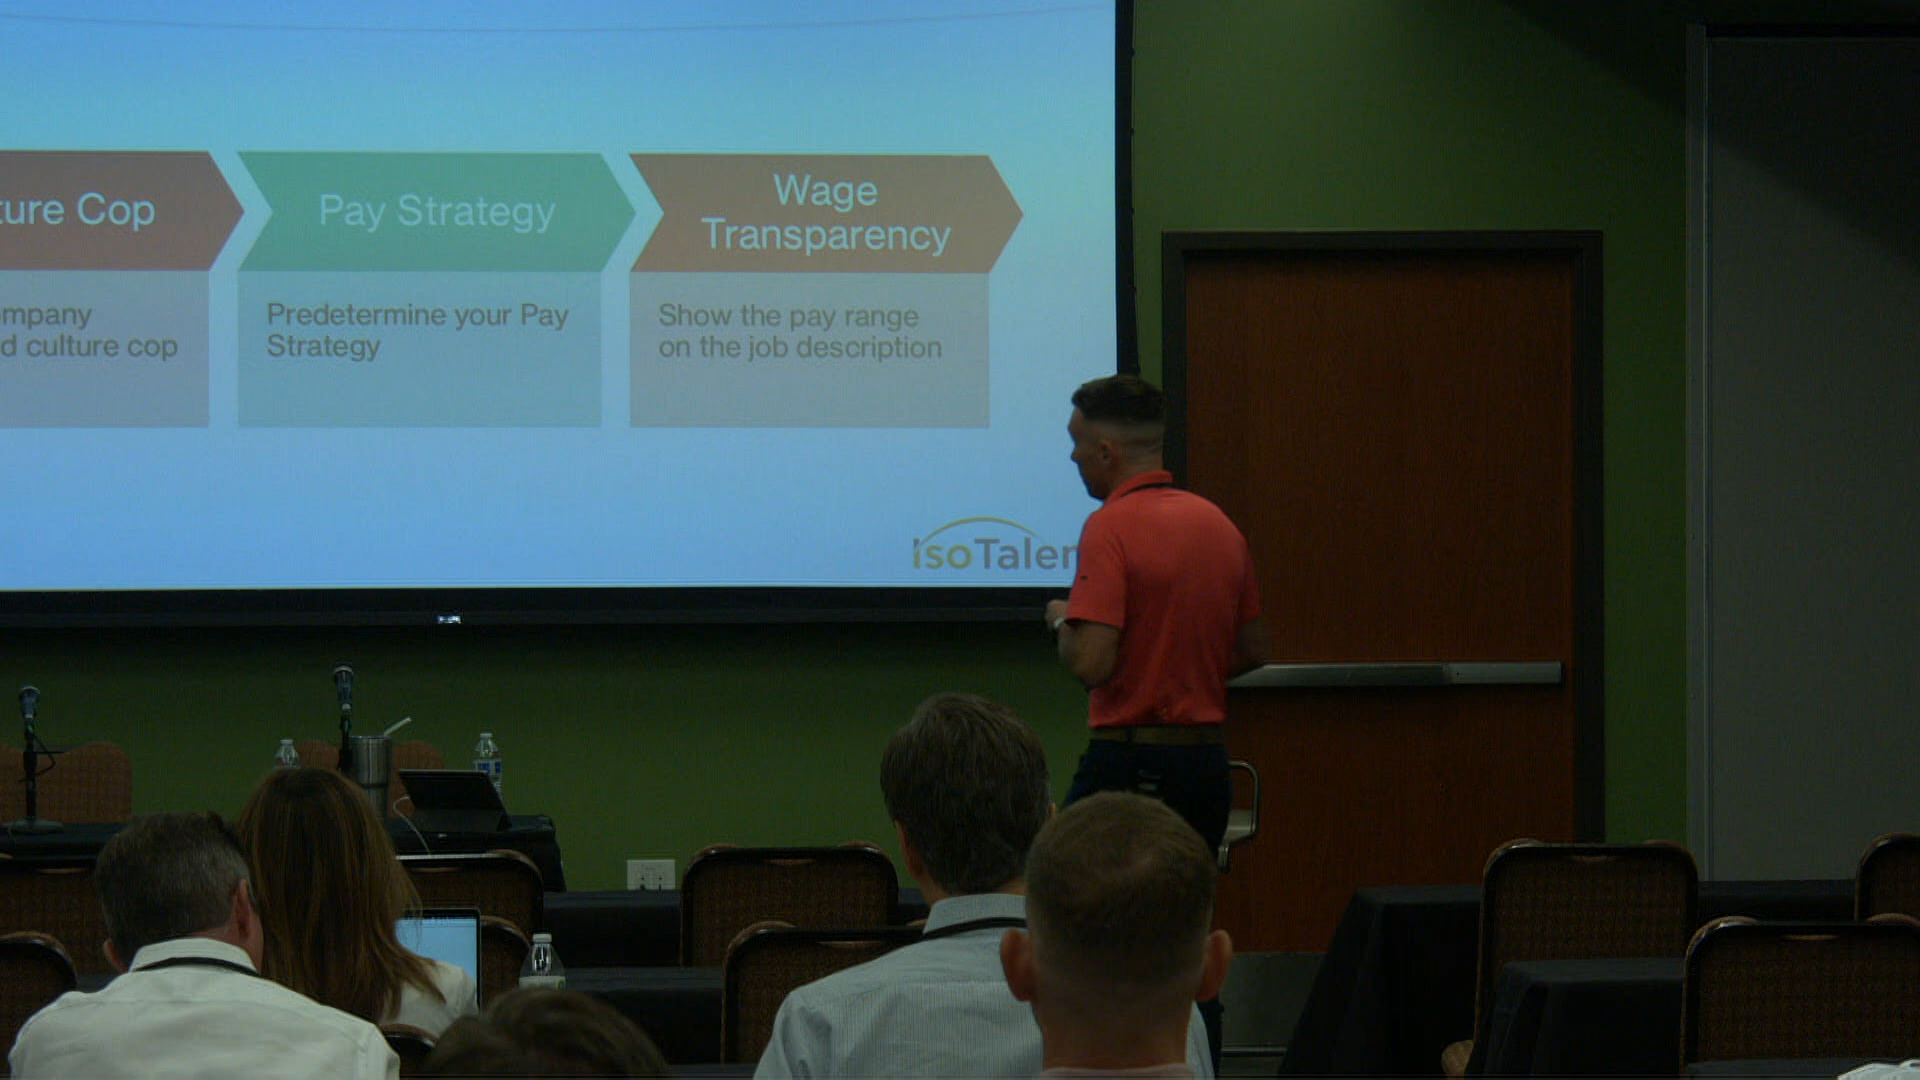 ture Cop
Pay Strategy
Wage
Transparency
mpany
d culture cop
Predetermine your Pay
Strategy
Show the pay range
on the job description
isoTalen